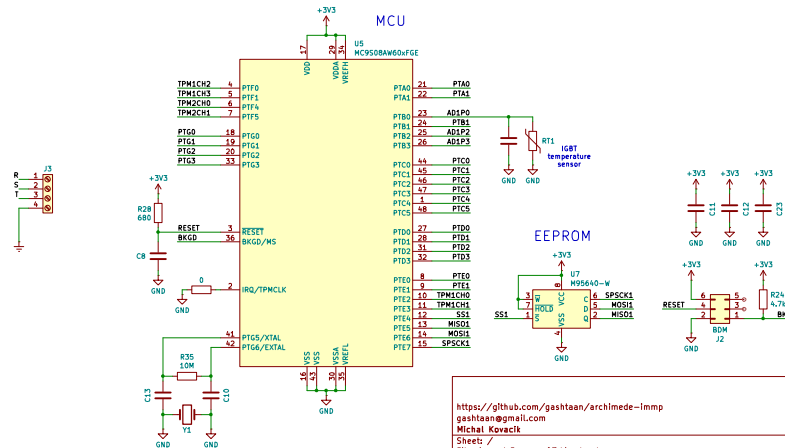 MCU
+3V3
U5
MC9S08AW60xFGE
17
29
34
VDD
VDDA
VREFH
TPM1CH2 4 PTF0
TPM1CH3 5 PTF1
TPM2CH0 6 PTF4
TPM2CH1 7 PTF5
PTG0 18 PTG0
PTG1 19 PTG1
PTG2 20 PTG2
PTG3 33 PTG3
RESET 3 RESET
BKGD 36 BKGD/MS
0 2 IRQ/TPMCLK
GND
41 PTG5/XTAL
42 PTG6/EXTAL
PTA0 21 PTA0
PTA1 22 PTA1
PTB0 23 AD1P0
PTB1 24 PTB1
PTB2 25 AD1P2
PTB3 26 AD1P3
PTC0 44 PTC0
PTC1 45 PTC1
PTC2 46 PTC2
PTC3 47 PTC3
PTC4 1 PTC4
PTC5 48 PTC5
PTD0 27 PTD0
PTD1 28 PTD1
PTD2 31 PTD2
PTD3 32 PTD3
PTE0 8 PTE0
PTE1 9 PTE1
PTE2 10 TPM1CH0
PTE3 11 TPM1CH1
PTE4 12 SS1
PTE5 13 MISO1
PTE6 14 MOSI1
PTE7 15 SPSCK1
VSS
VSS
VSSA
VREFL
16
43
30
35
GND
J3
R 1
S 2
T 3
4
+3V3
R28
680
C8
GND
R35
10M
C13
C10
Y1
GND
GND
RT1
IGBT
temperature
sensor
GND
GND
EEPROM
+3V3
U7
M95640-W
8
VCC
3 W
7 HOLD
SS1 1 S
C 6 SPSCK1
D 5 MOSI1
Q 2 MISO1
VSS
4
GND
+3V3
+3V3
+3V3
C11
C12
C23
GND
GND
GND
+3V3
+3V3
RESET
6 5
4 3
2 1
BDM
J2
GND
R24
4.7k
https://github.com/gashtaan/archimede-immp
gashtaan@gmail.com
Michal Kovacik
Sheet: /